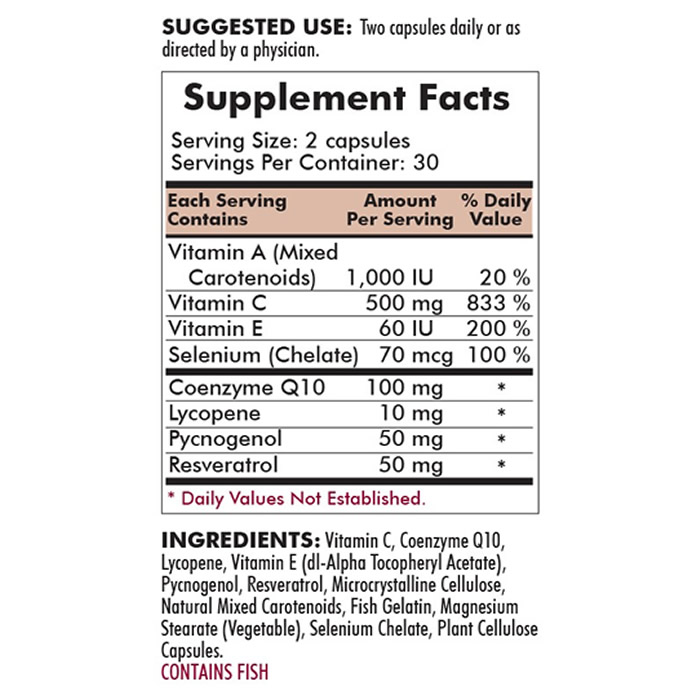 SUGGESTED USE: Two capsules daily or as
directed by a physician.
Supplement Facts
Serving Size: 2 capsules
Servings Per Container: 30
Each Serving Contains Amount Per Serving % Daily Value
Vitamin A (Mixed
Carotenoids) 1,000 IU 20 %
Vitamin C 500 mg 833 %
Vitamin E 60 IU 200 %
Selenium (Chelate) 70 mcg 100 %
Coenzyme Q10 100 mg *
Lycopene 10 mg *
Pycnogenol 50 mg *
Resveratrol 50 mg *
* Daily Values Not Established.
INGREDIENTS: Vitamin C, Coenzyme Q10,
Lycopene, Vitamin E (dl-Alpha Tocopheryl Acetate),
Pycnogenol, Resveratrol, Microcrystalline Cellulose,
Natural Mixed Carotenoids, Fish Gelatin, Magnesium
Stearate (Vegetable), Selenium Chelate, Plant Cellulose
Capsules.
CONTAINS FISH